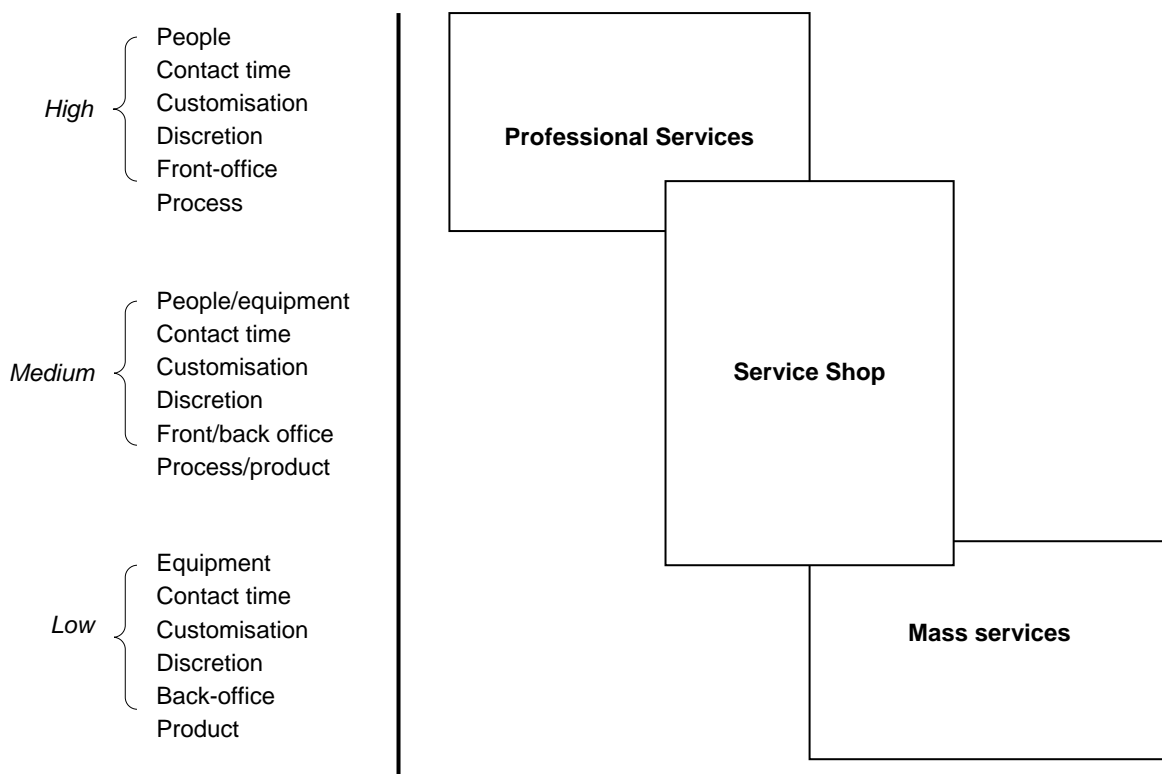 High
People
Contact time
Customisation
Discretion
Front-office
Process
Professional Services
Medium
People/equipment
Contact time
Customisation
Discretion
Front/back office
Process/product
Service Shop
Low
Equipment
Contact time
Customisation
Discretion
Back-office
Product
Mass services